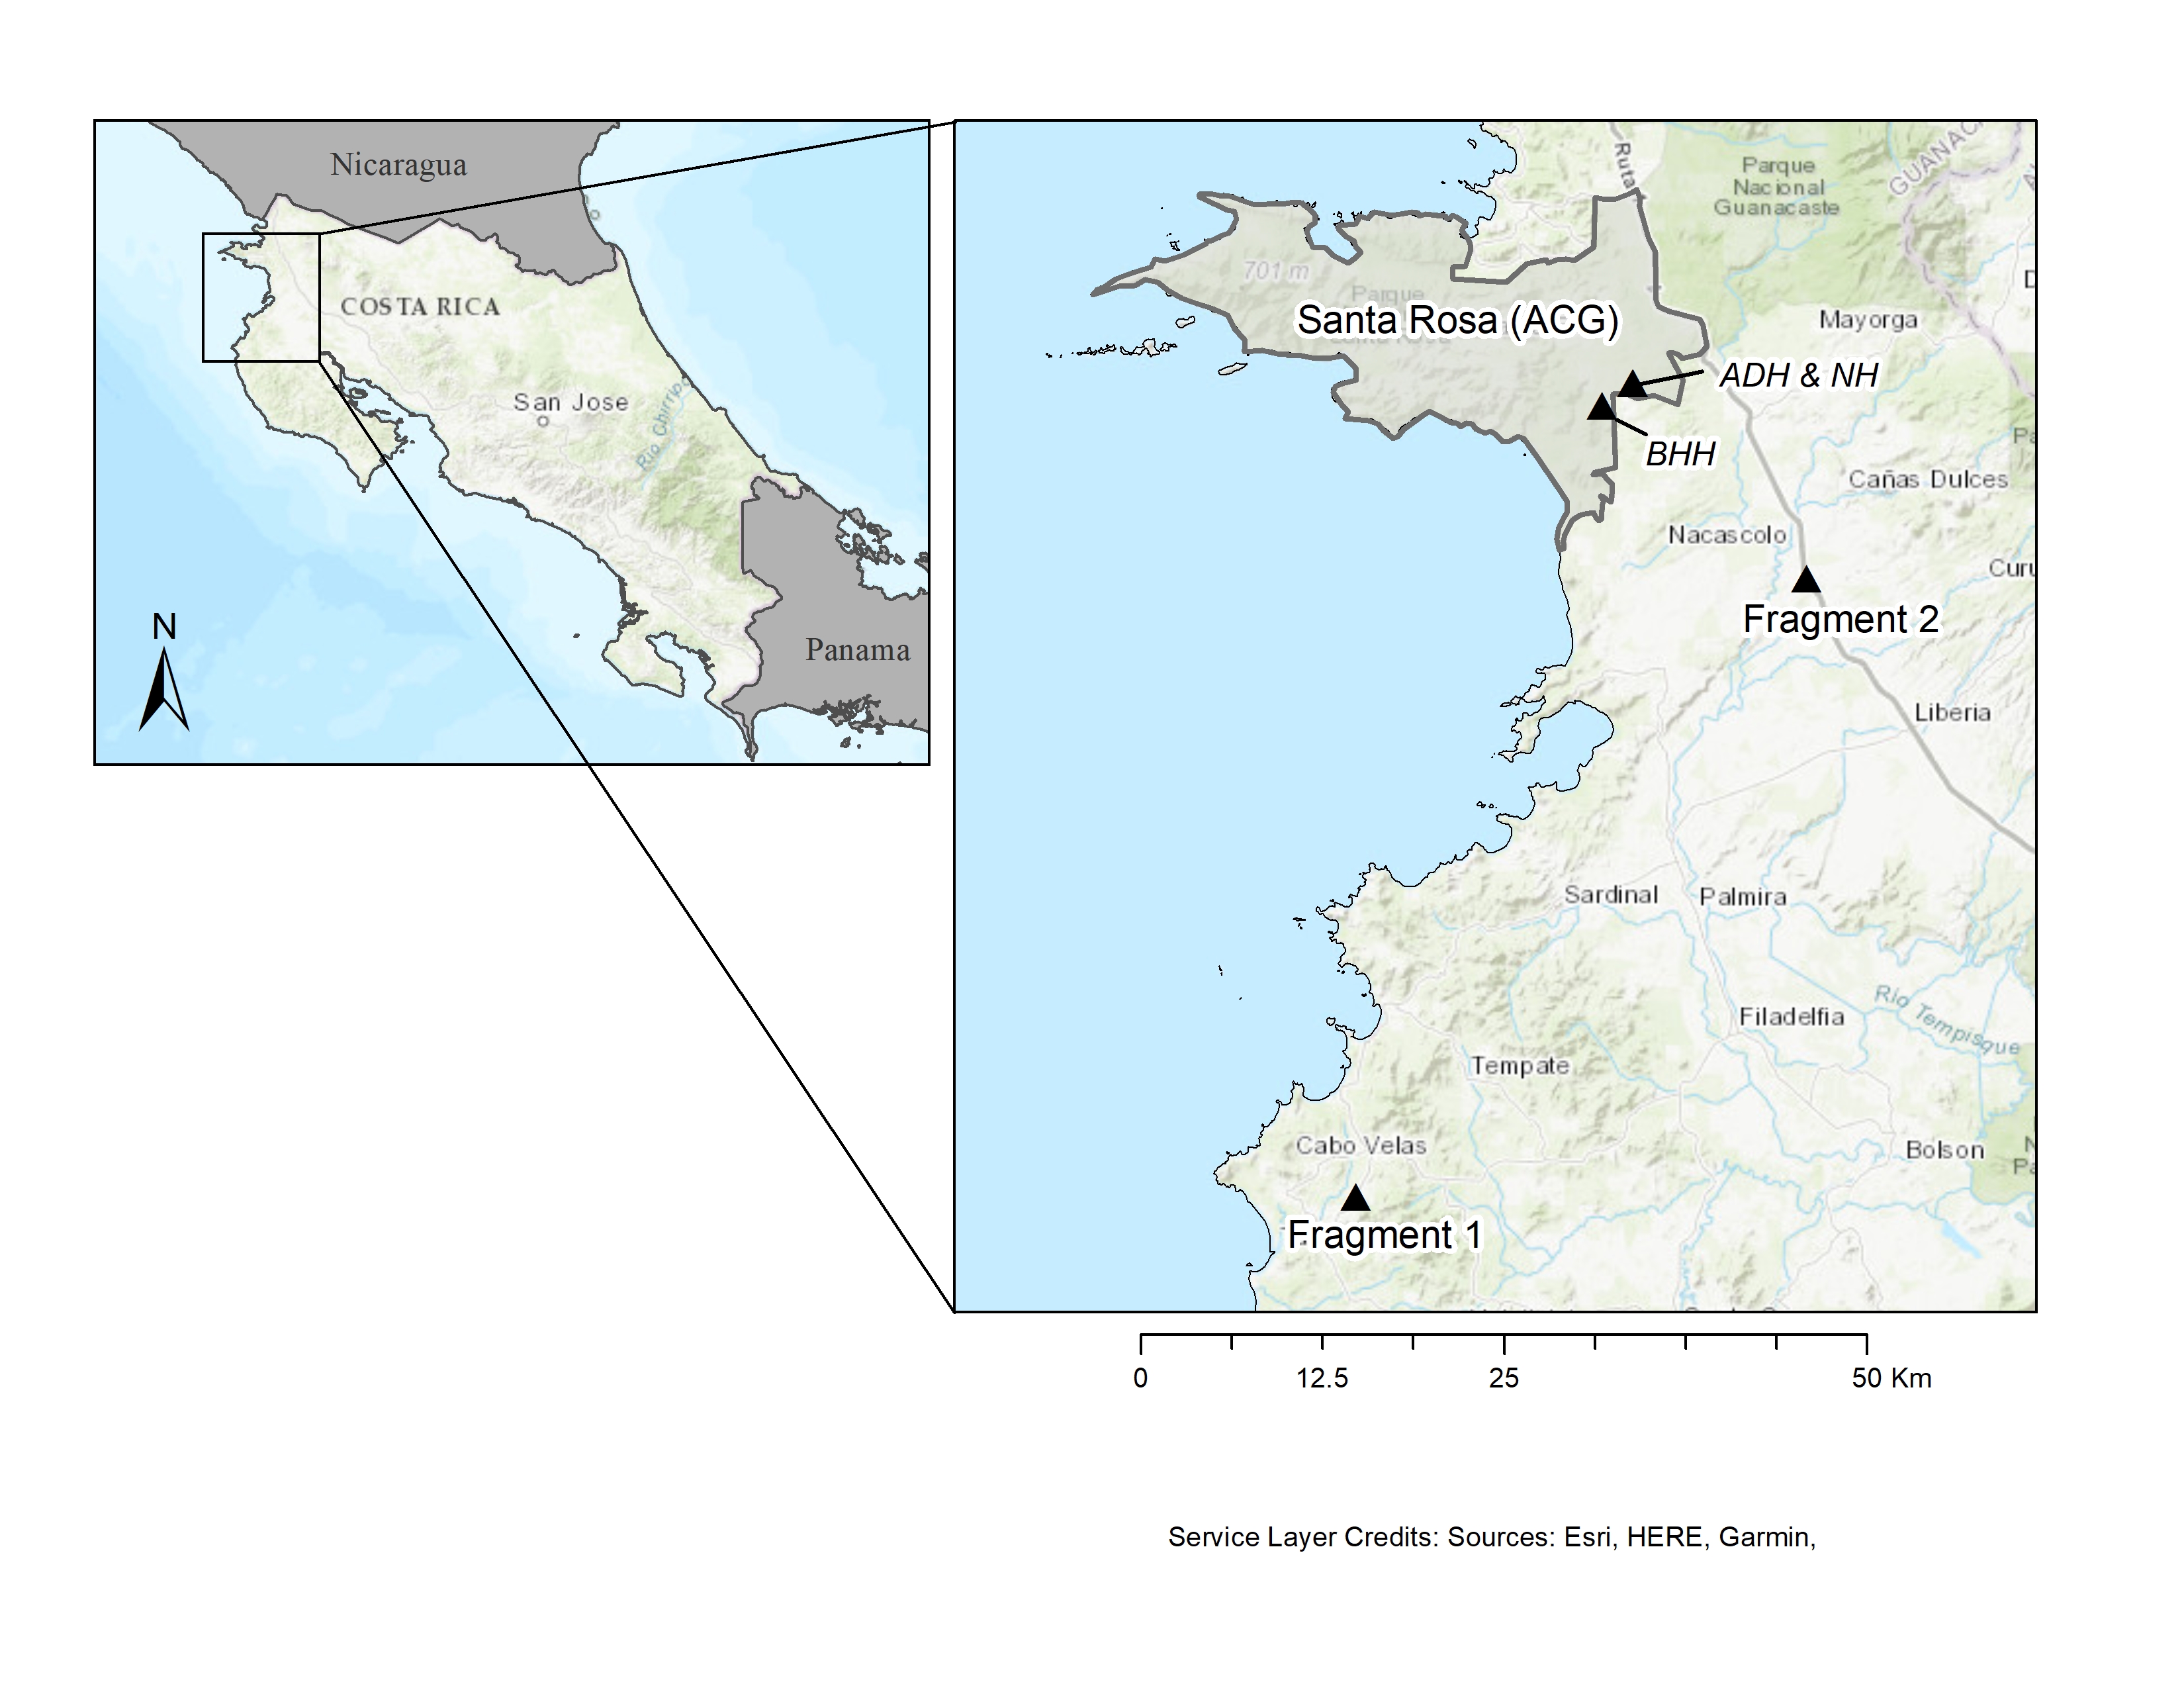 Nicaragua
COSTA RICA
San Jose
Rio Chirripo
Panama
N
Ruta
Parque
Nacional
Guanacaste
701 m
Parque
Santa Rosa (ACG)
Mayorga
ADH & NH
BHH
Cañas Dulces
Nacascolo
Fragment 2
Liberia
Sardinal
Palmira
Rio Tempisque
Filadelfia
Tempate
Cabo Velas
Bolson
Fragment 1
0
12.5
25
50 Km
Service Layer Credits: Sources: Esri, HERE, Garmin,